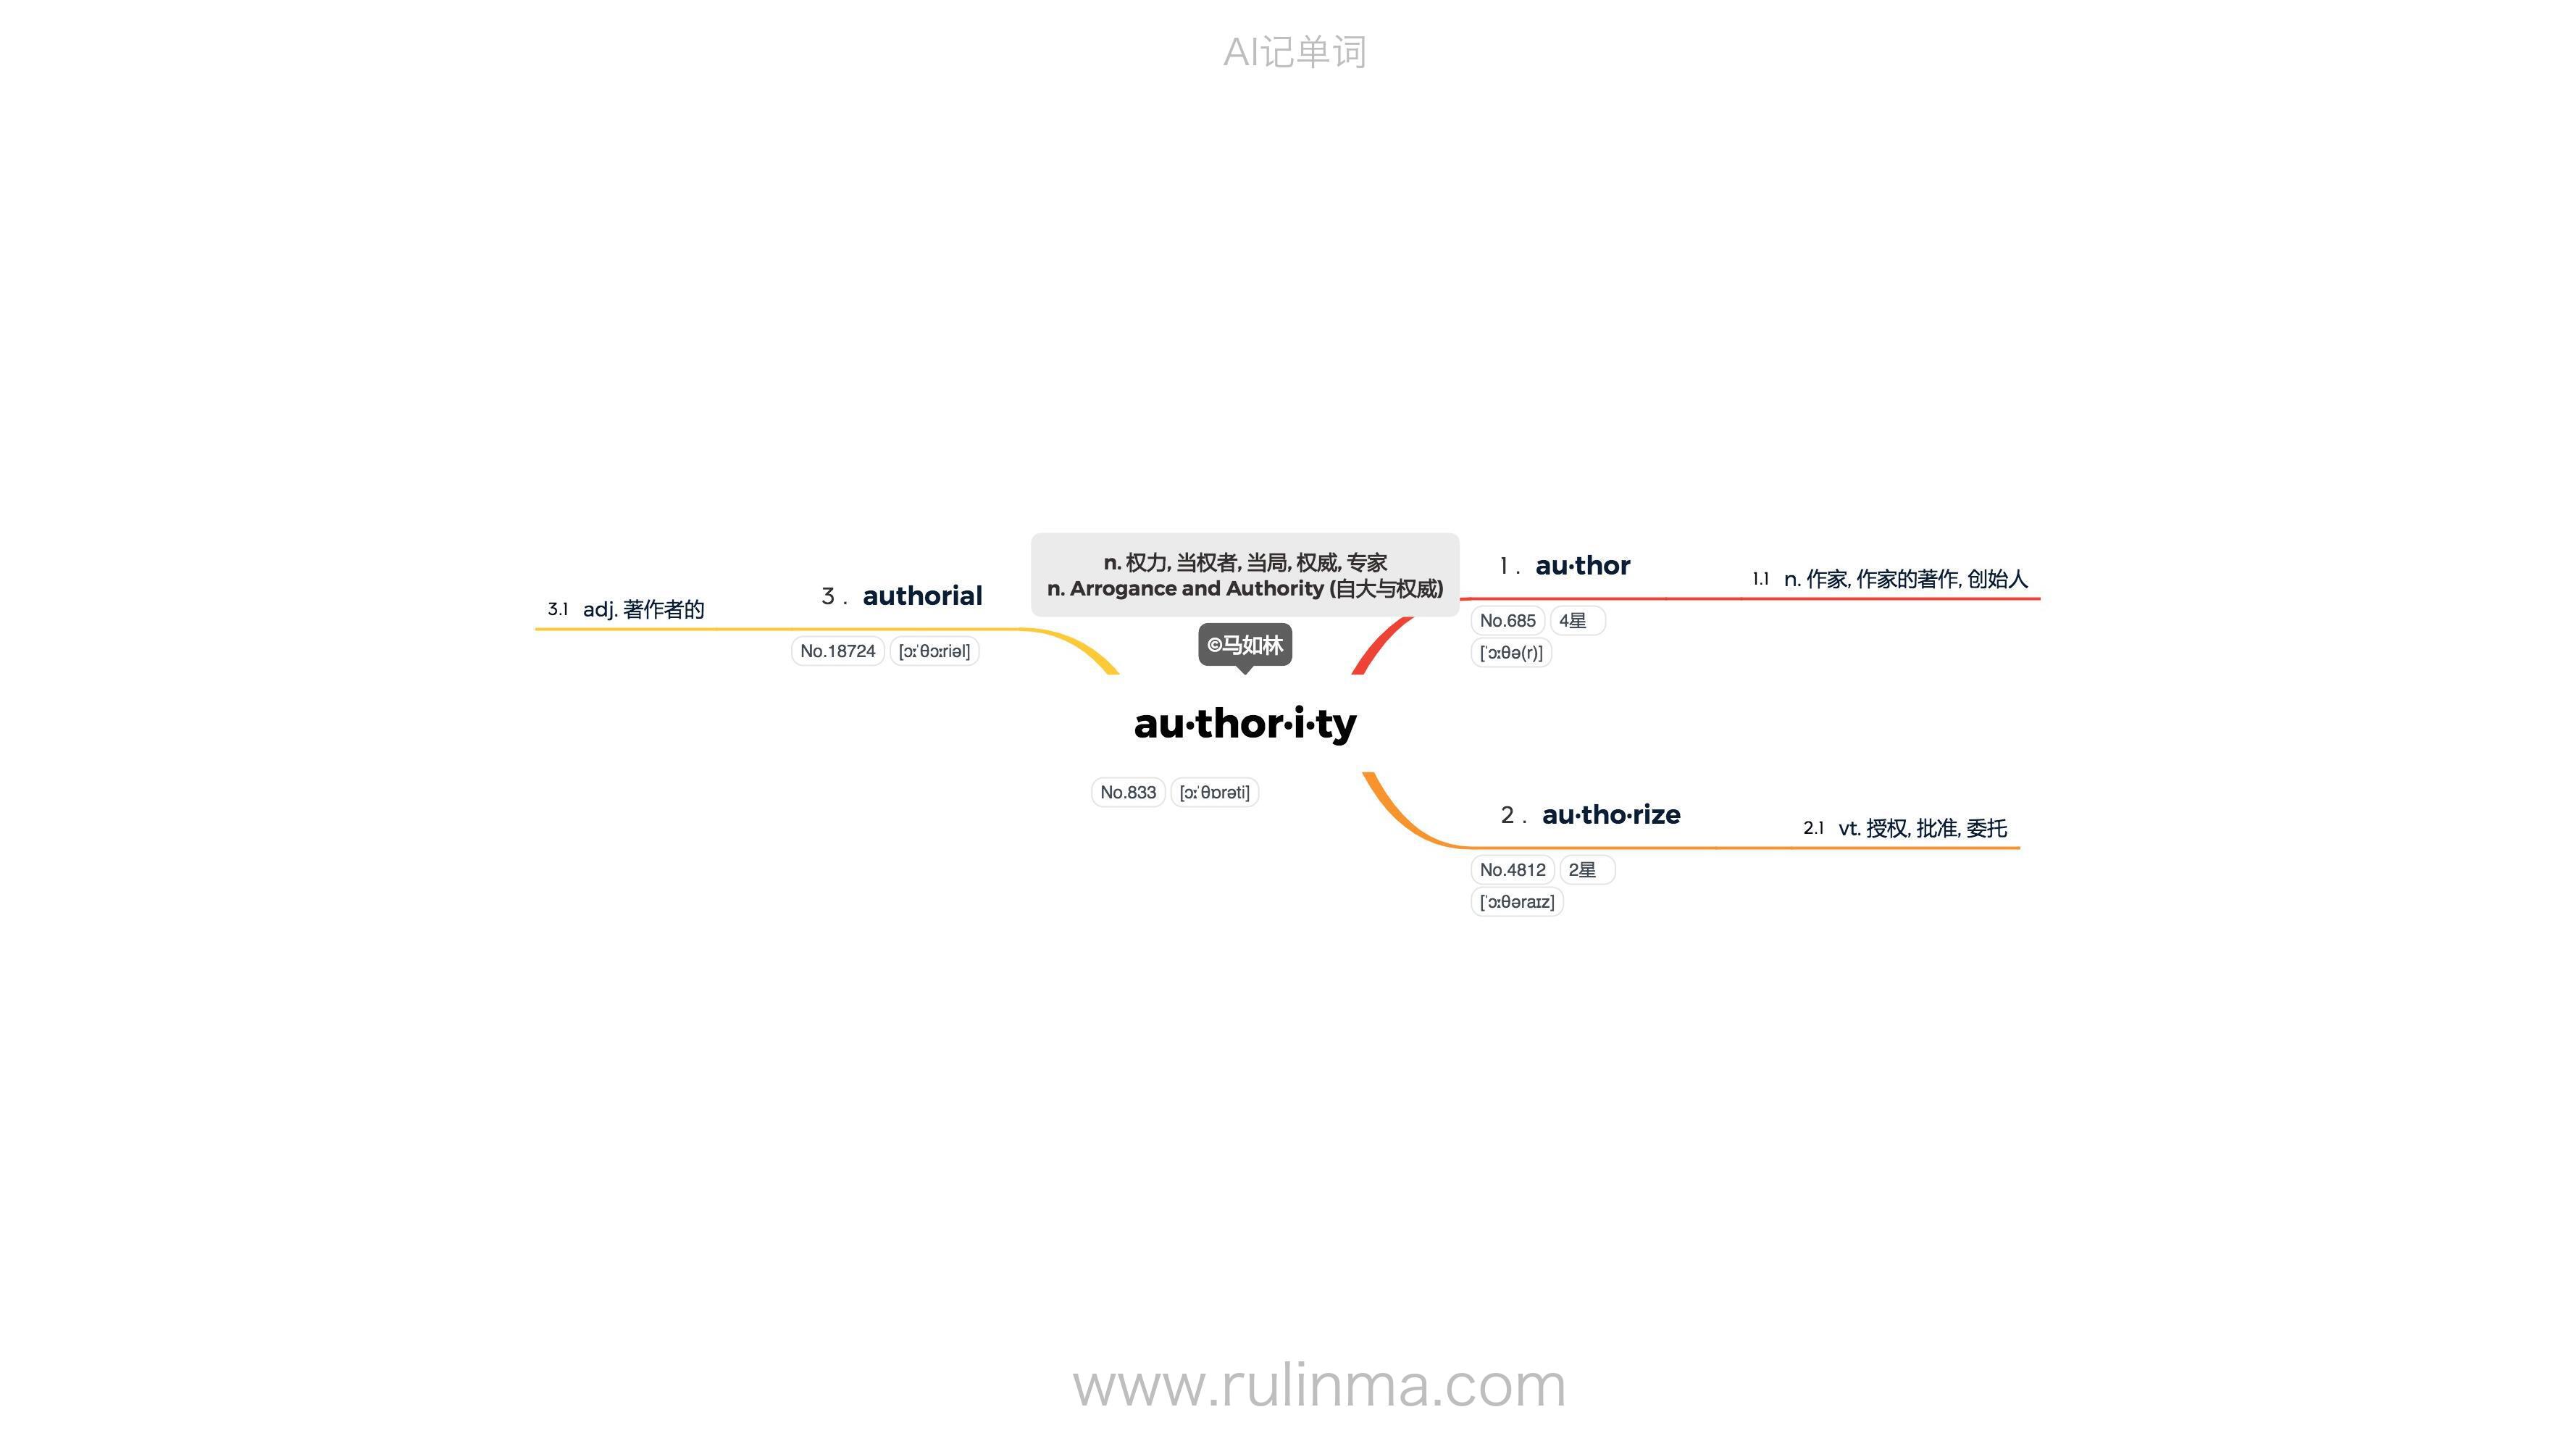 AI记单词
n. 权力, 当权者, 当局, 权威, 专家
n. Arrogance and Authority (自大与权威)
©马如林
au·thor·i·ty
No.833 [ɔːˈθɒrəti]
1 . au·thor
1.1 n. 作家, 作家的著作, 创始人
No.685 4星
[ˈɔːθə(r)]
2 . au·tho·rize
2.1 vt. 授权, 批准, 委托
No.4812 2星
[ˈɔːθəraɪz]
3 . authorial
3.1 adj. 著作者的
No.18724 [ɔːˈθɔːriəl]
www.rulinma.com